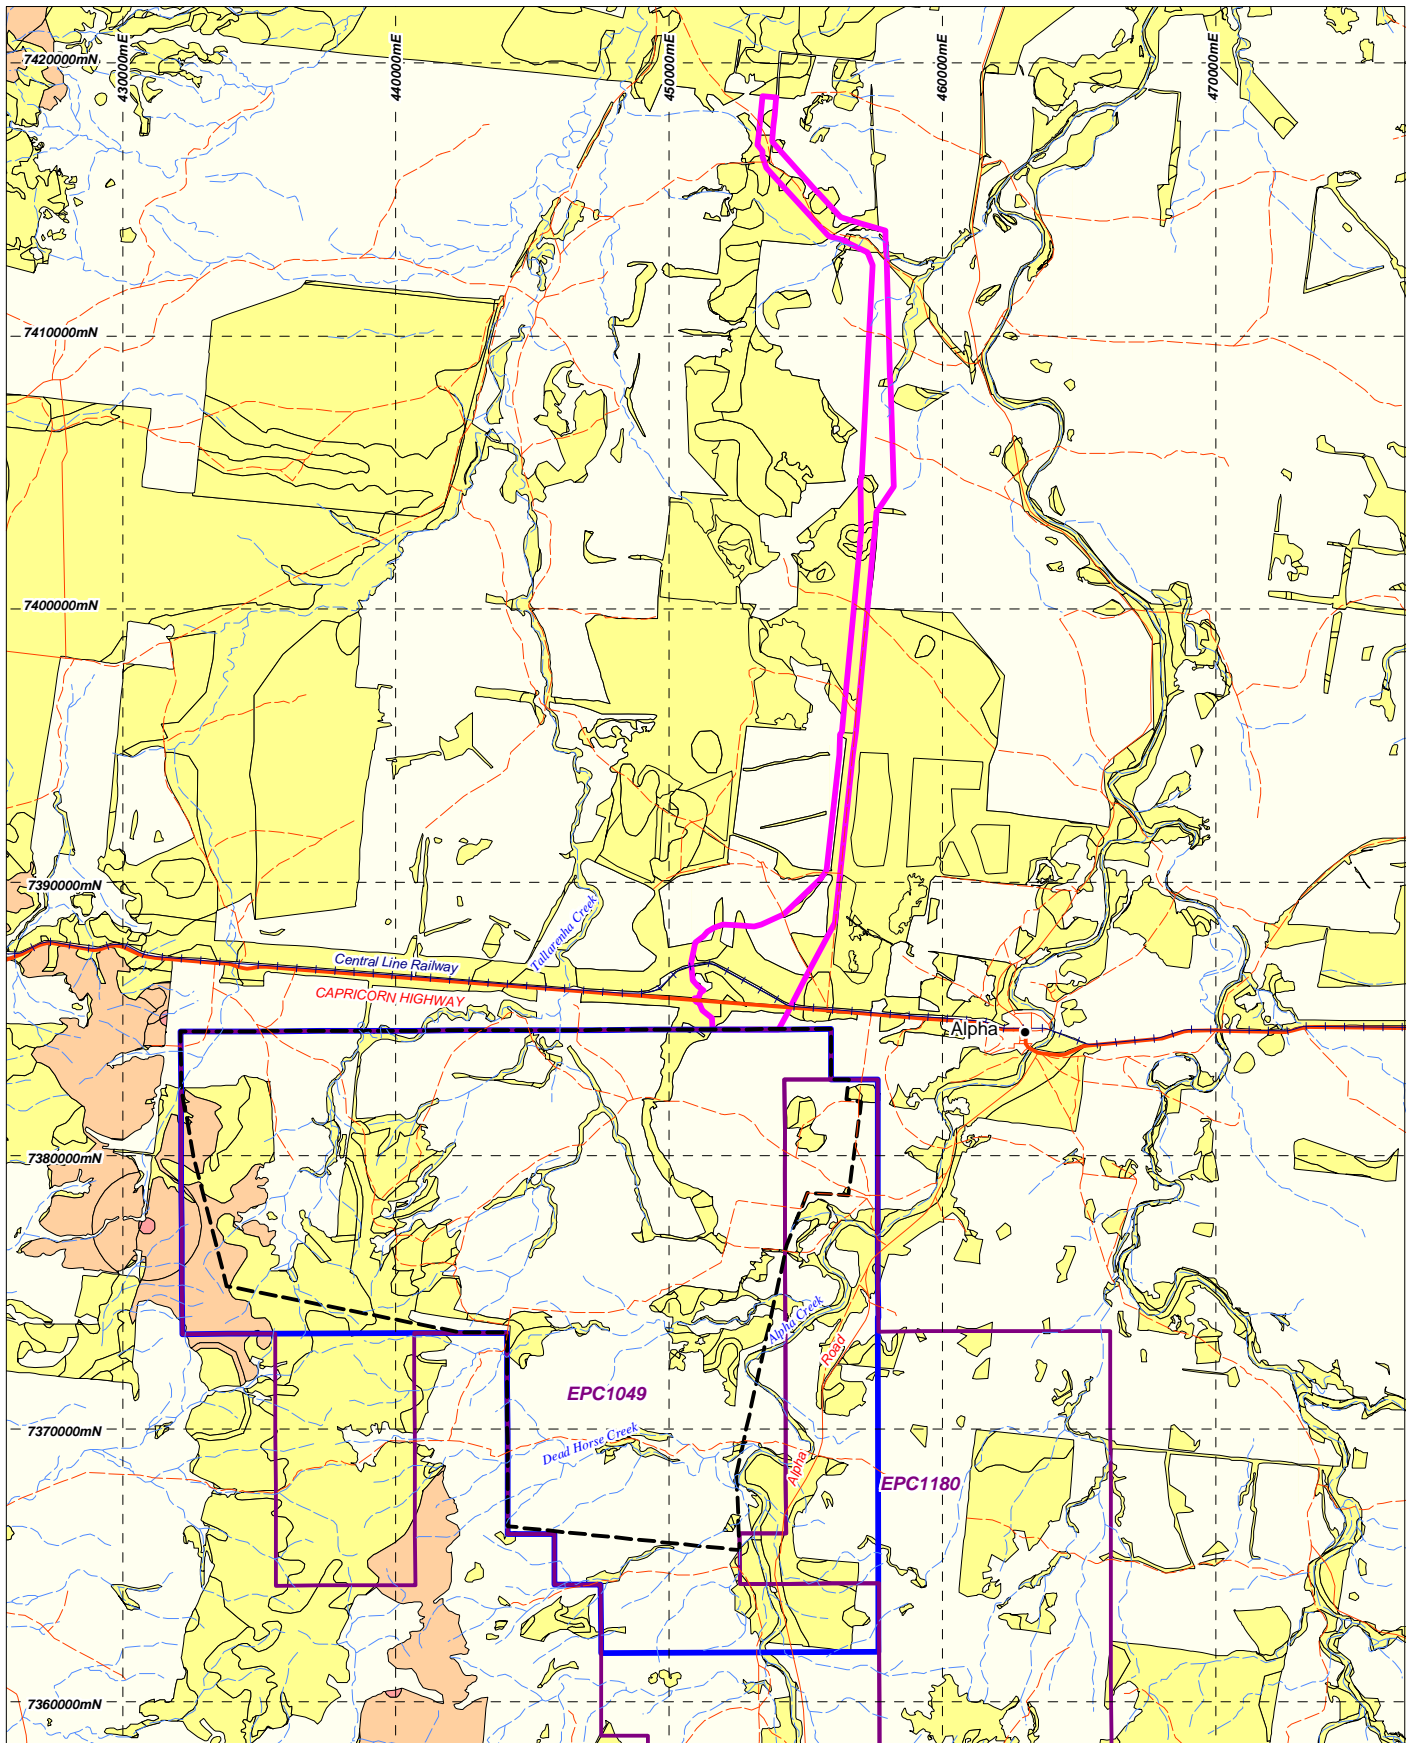 7420000mN
430000mE
440000mE
450000mE
460000mE
470000mE
7410000mN
7400000mN
7390000mN
Tallarenha Creek
Central Line Railway
CAPRICORN HIGHWAY
Alpha
7380000mN
Alpha Creek
Road
EPC1049
7370000mN
Dead Horse Creek
Alpha
EPC1180
7360000mN